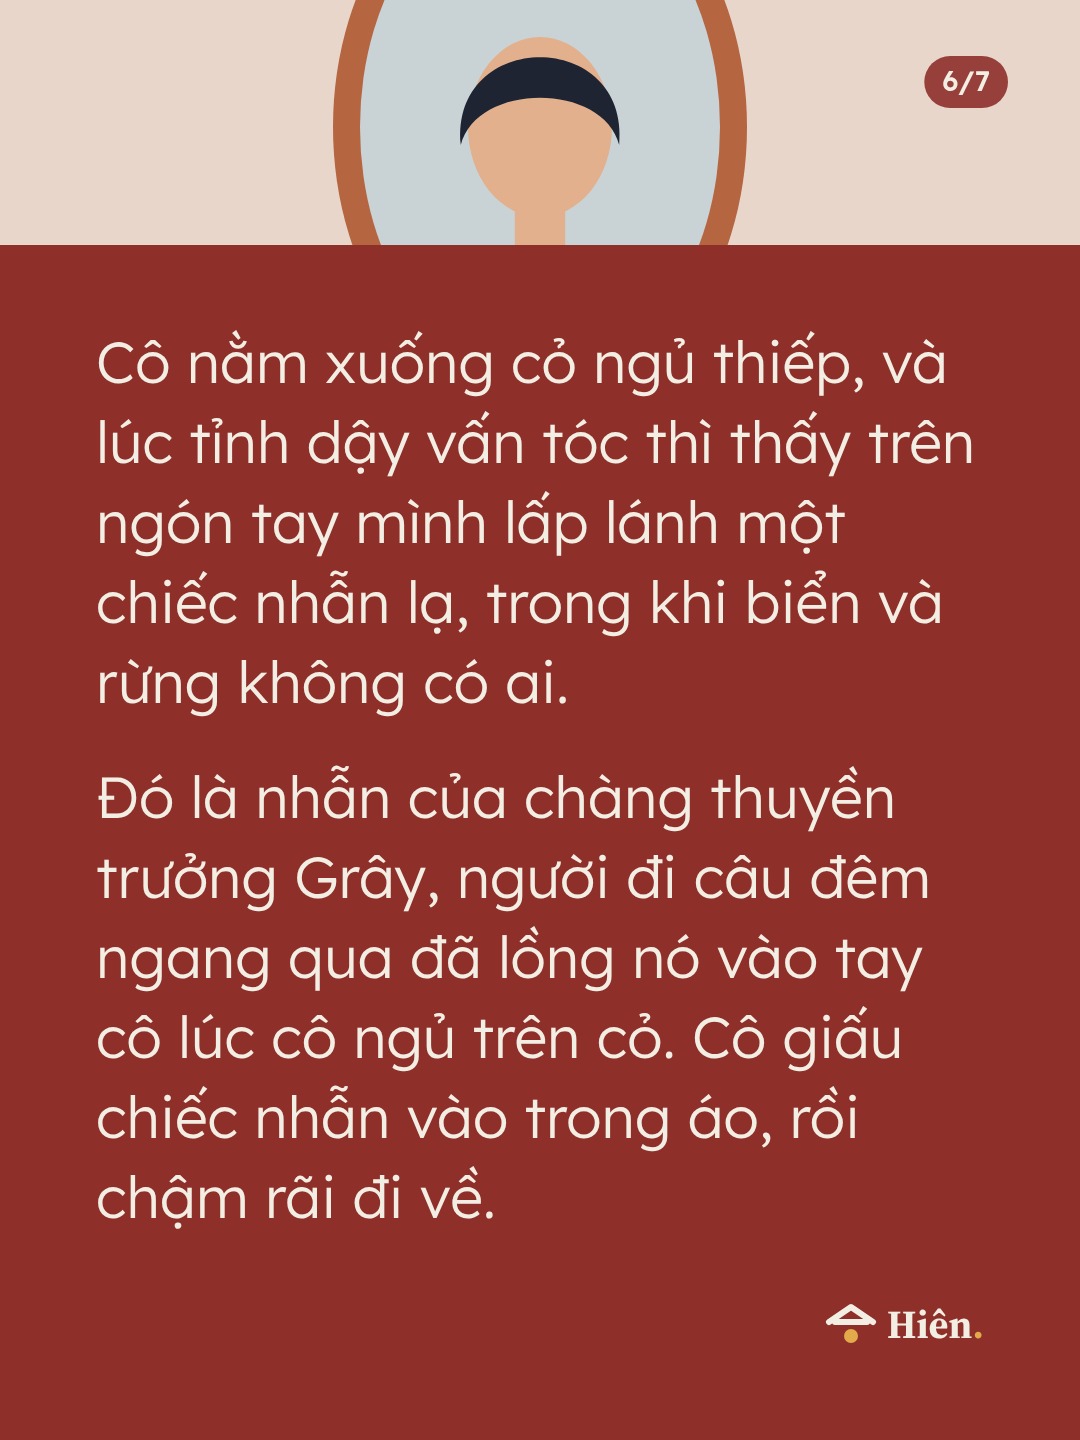 6/7
Cô nằm xuống cỏ ngủ thiếp, và
lúc tỉnh dậy vấn tóc thì thấy trên
ngón tay mình lấp lánh một
chiếc nhẫn lạ, trong khi biển và
rừng không có ai.
Đó là nhẫn của chàng thuyền
trưởng Grây, người đi câu đêm
ngang qua đã lồng nó vào tay
cô lúc cô ngủ trên cỏ. Cô giấu
chiếc nhẫn vào trong áo, rồi
chậm rãi đi về.
Hiên.